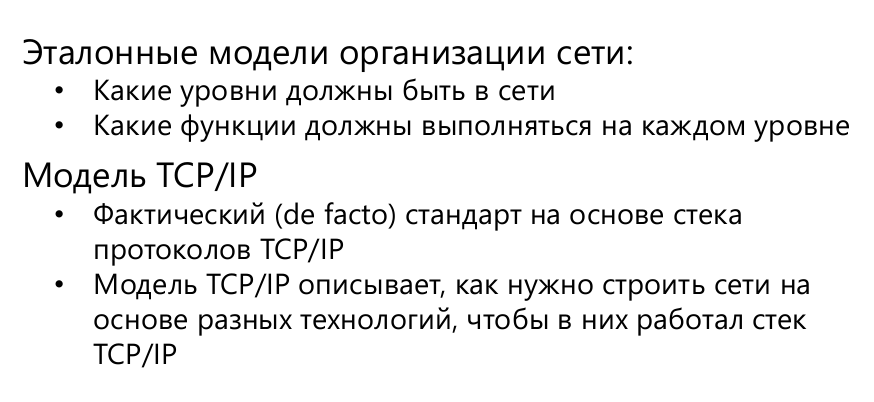 Эталонные модели организации сети:
• Какие уровни должны быть в сети
• Какие функции должны выполняться на каждом уровне
Модель TCP/IP
• Фактический (de facto) стандарт на основе стека
протоколов TCP/IP
• Модель TCP/IP описывает, как нужно строить сети на
основе разных технологий, чтобы в них работал стек
TCP/IP